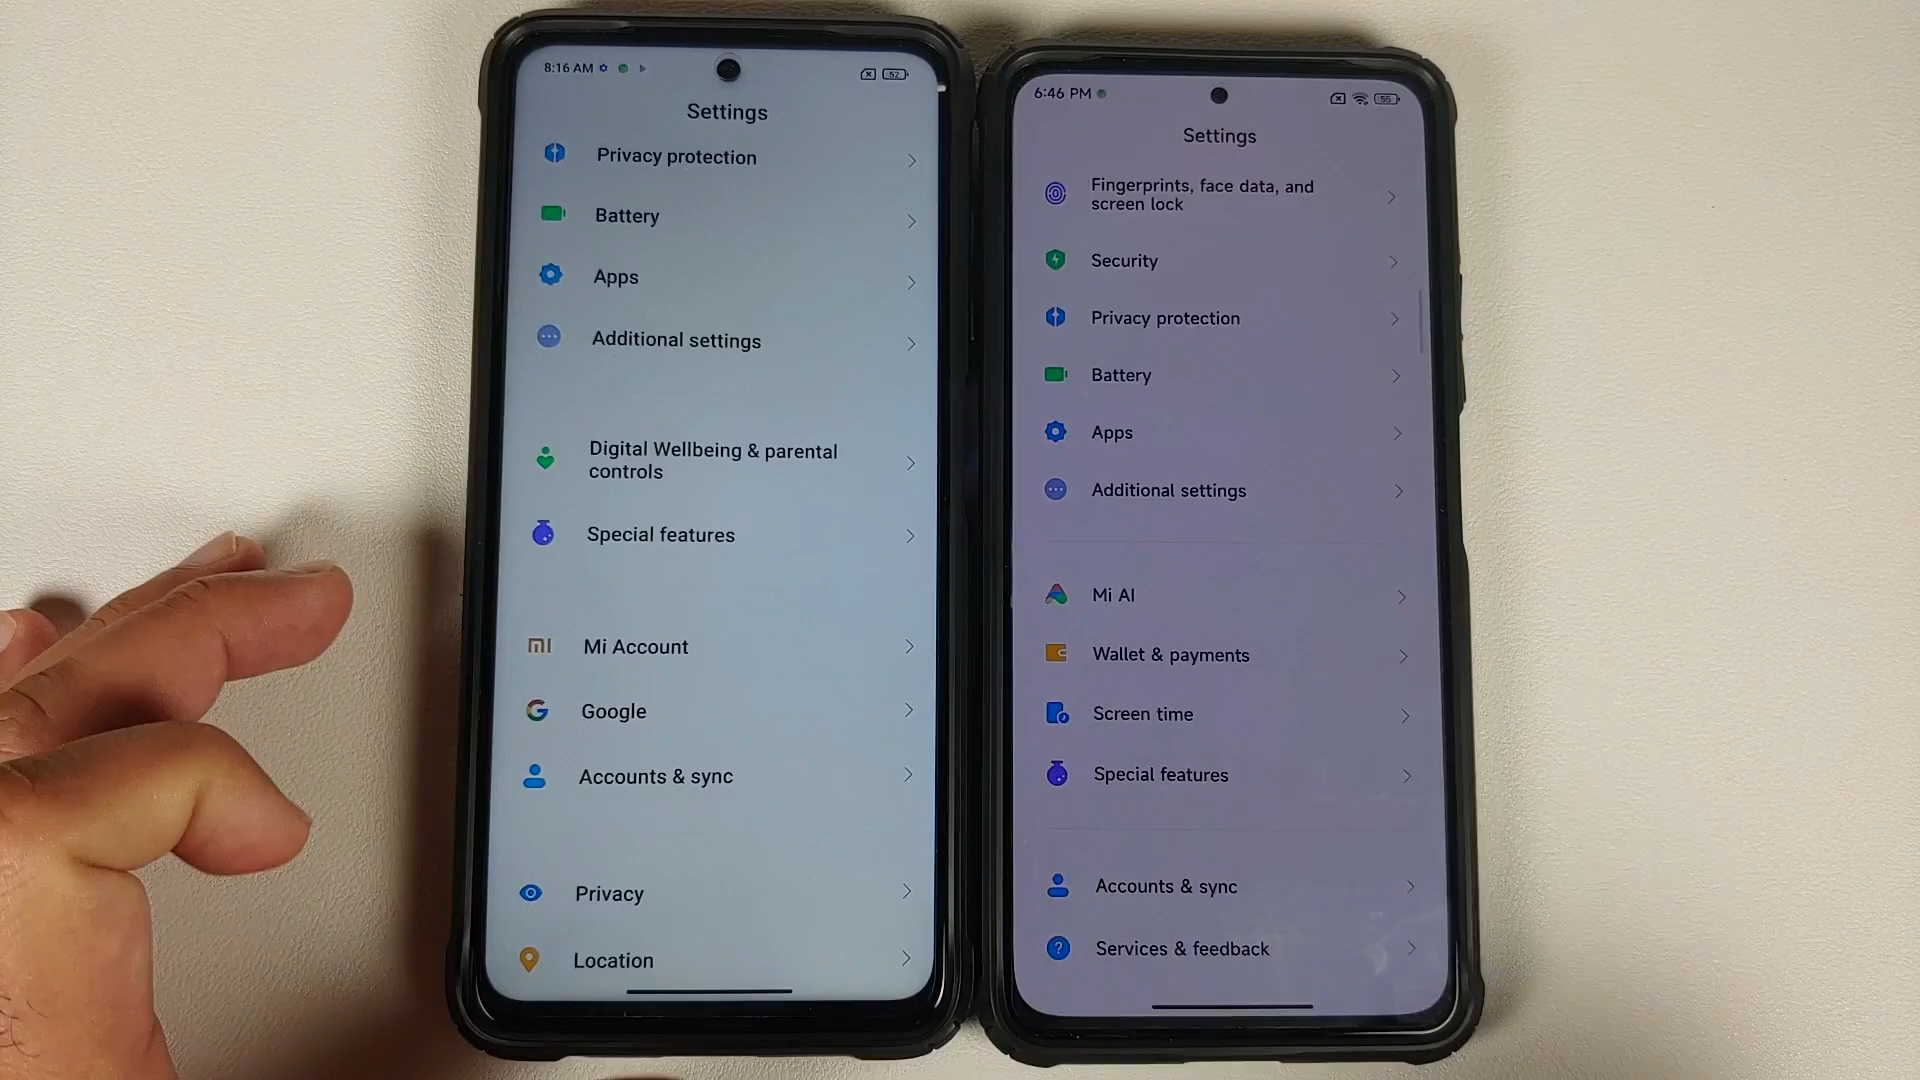 8:16 AM
52
Settings
Privacy protection
Battery
Apps
Additional settings
Digital Wellbeing & parental
controls
Special features
Mi Account
Google
Accounts & sync
Privacy
Location
6:46 PM
55
Settings
Fingerprints, face data, and
screen lock
Security
Privacy protection
Battery
Apps
Additional settings
Mi AI
Wallet & payments
Screen time
Special features
Accounts & sync
Services & feedback